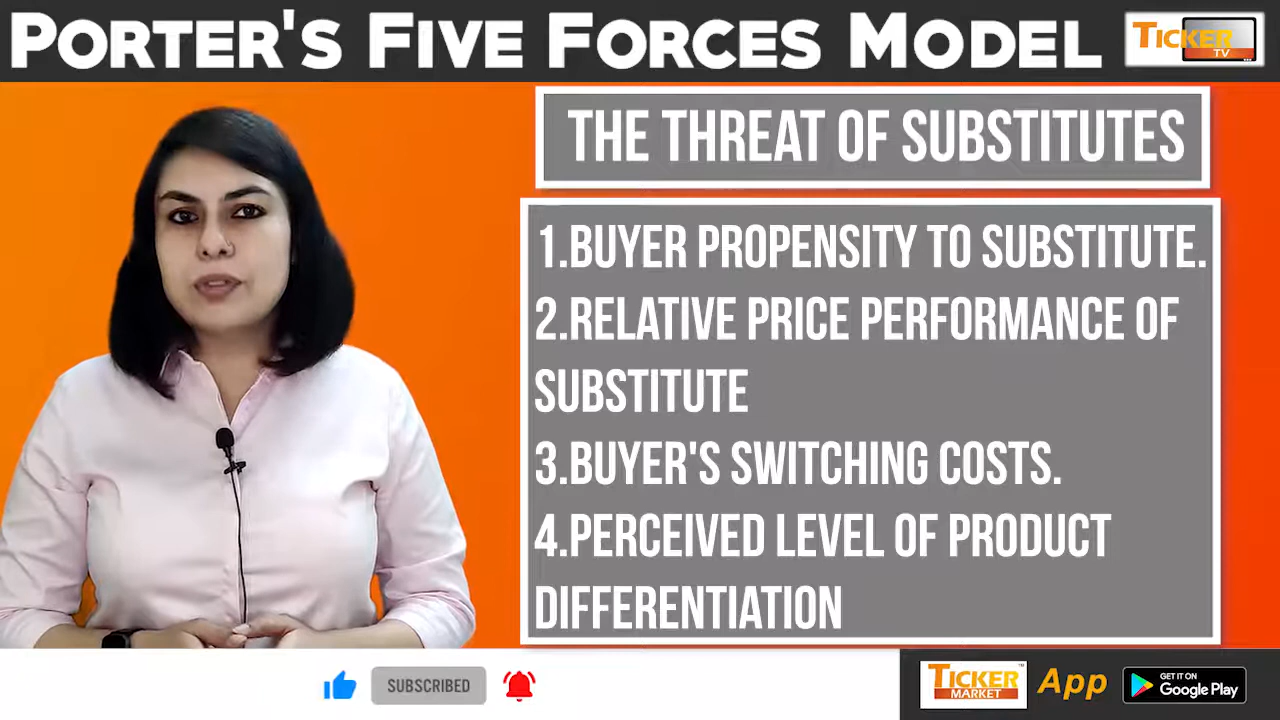 PORTER'S FIVE FORCES MODEL
TICKER
TV
THE THREAT OF SUBSTITUTES
1.BUYER PROPENSITY TO SUBSTITUTE.
2.RELATIVE PRICE PERFORMANCE OF
SUBSTITUTE
3.BUYER'S SWITCHING COSTS.
4.PERCEIVED LEVEL OF PRODUCT
DIFFERENTIATION
SUBSCRIBED
TICKER
MARKET
App
GET IT ON
Google Play